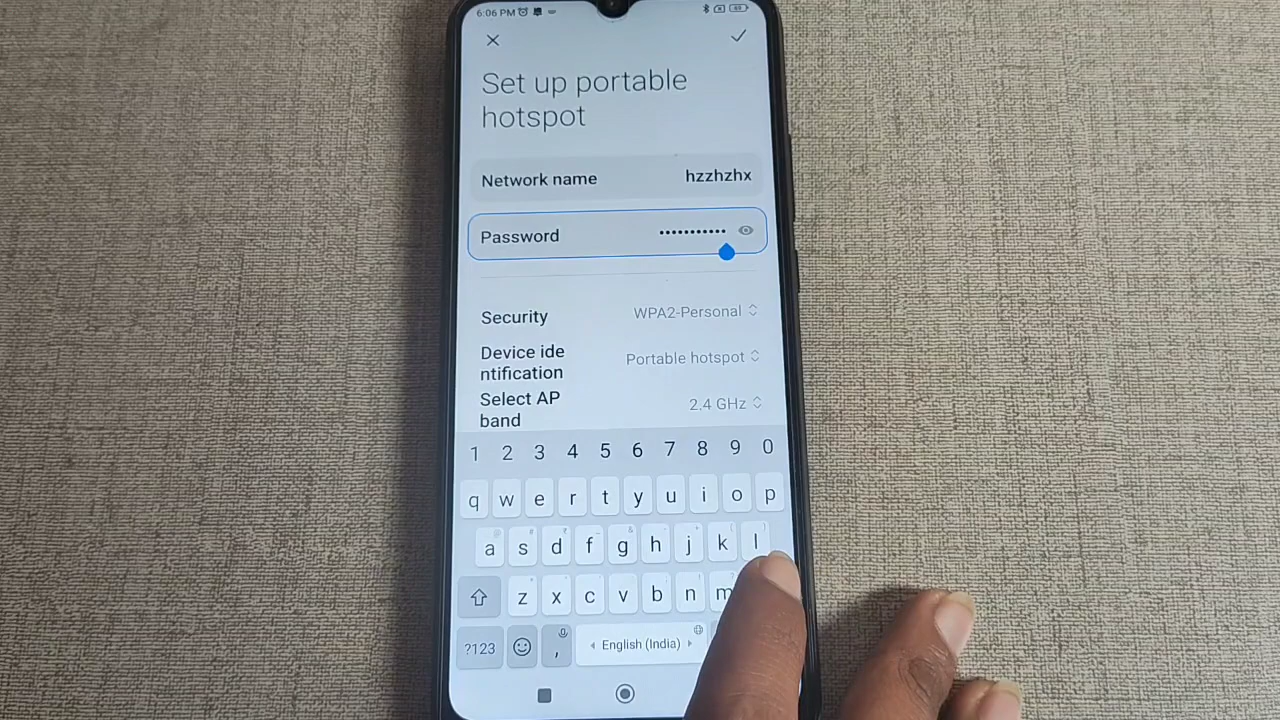 6:06 PM
49
Set up portable
hotspot
Network name hzzhzhx
Password •••••••••••
Security WPA2-Personal
Device ide
ntification
Portable hotspot
Select AP
band
2.4 GHz
1 2 3 4 5 6 7 8 9 0
q w e r t y u i o p
a s d f g h j k l
z x c v b n m
?123 , English (India)